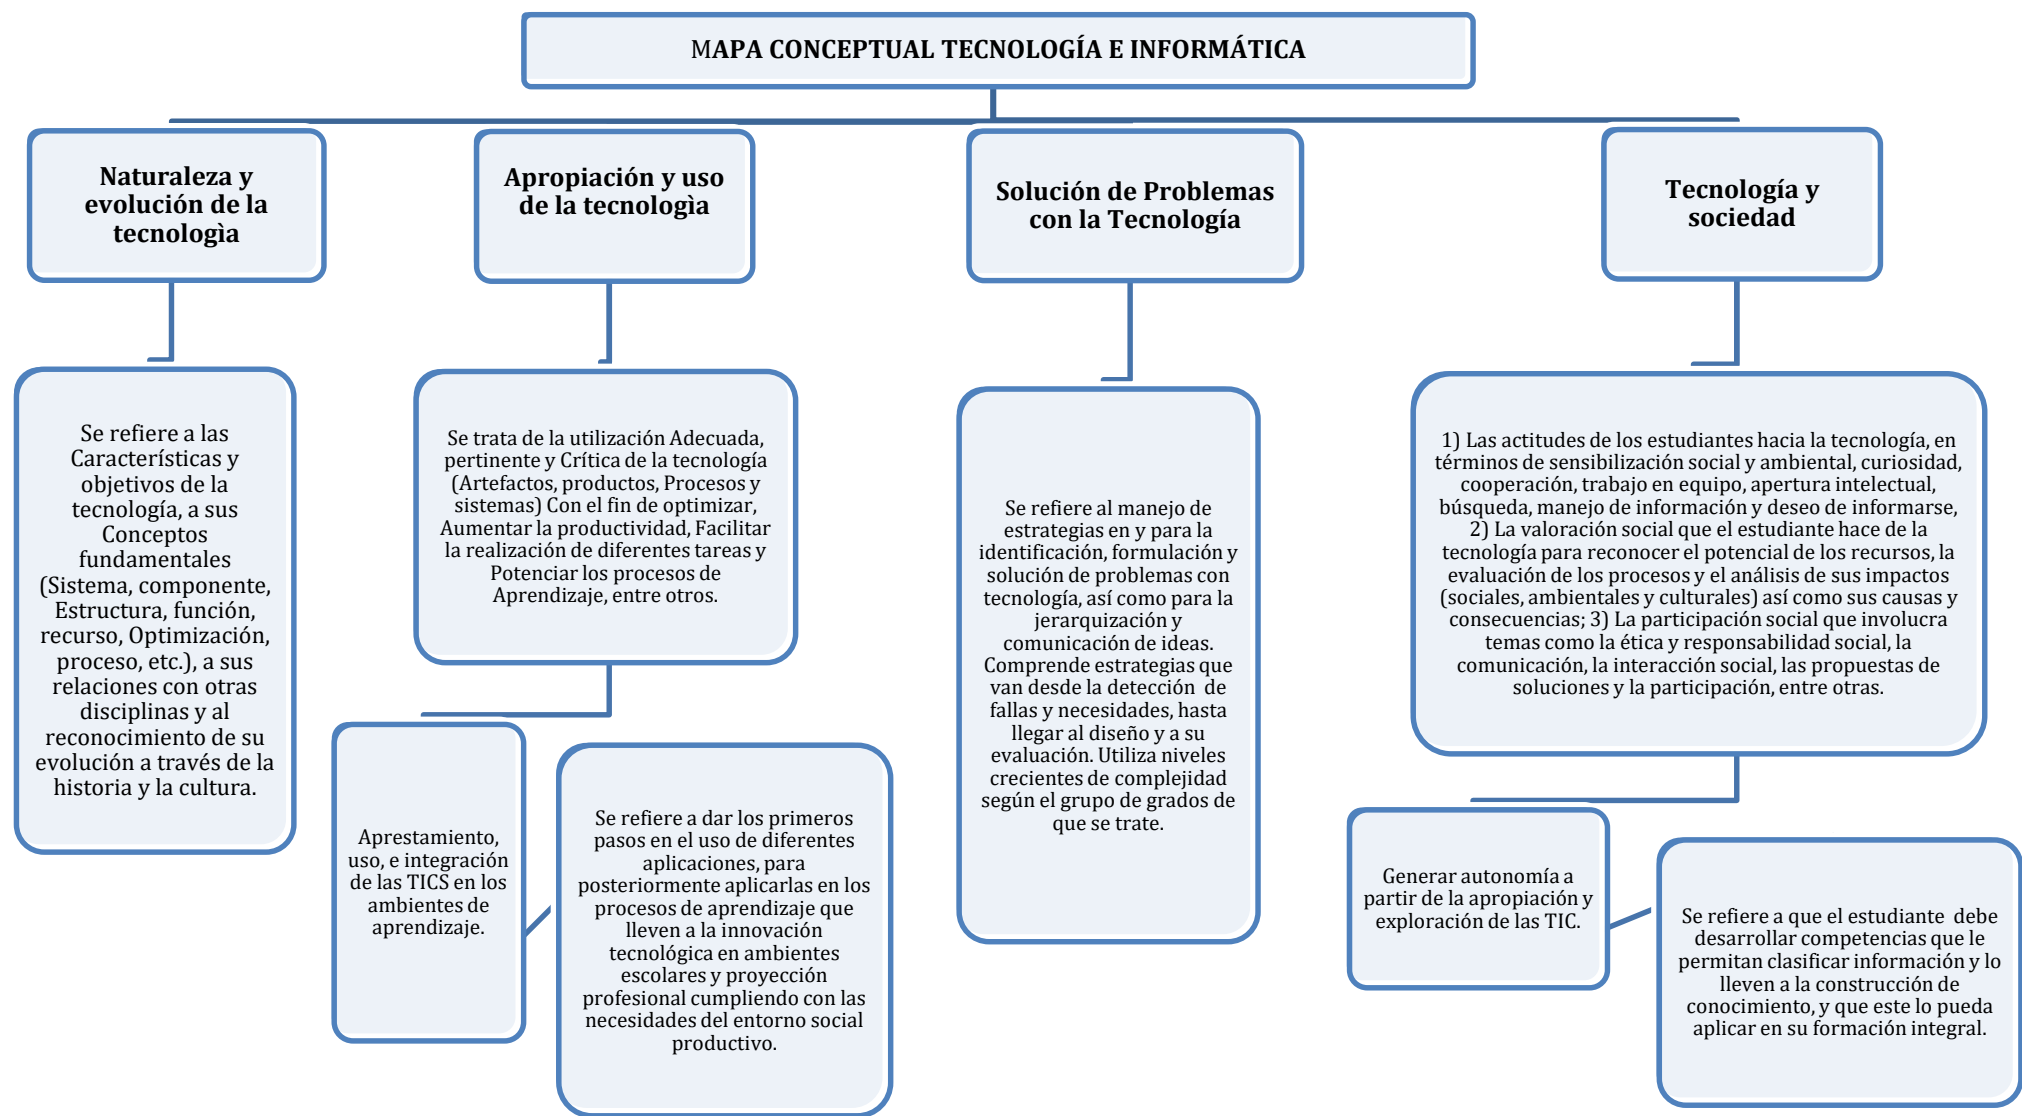 MAPA CONCEPTUAL TECNOLOGÍA E INFORMÁTICA
Naturaleza y
evolución de la
tecnologìa
Apropiación y uso
de la tecnologìa
Solución de Problemas
con la Tecnología
Tecnología y
sociedad
Se refiere a las
Características y
objetivos de la
tecnología, a sus
Conceptos
fundamentales
(Sistema, componente,
Estructura, función,
recurso, Optimización,
proceso, etc.), a sus
relaciones con otras
disciplinas y al
reconocimiento de su
evolución a través de la
historia y la cultura.
Se trata de la utilización Adecuada,
pertinente y Crítica de la tecnología
(Artefactos, productos, Procesos y
sistemas) Con el fin de optimizar,
Aumentar la productividad, Facilitar
la realización de diferentes tareas y
Potenciar los procesos de
Aprendizaje, entre otros.
Aprestamiento,
uso, e integración
de las TICS en los
ambientes de
aprendizaje.
Se refiere a dar los primeros
pasos en el uso de diferentes
aplicaciones, para
posteriormente aplicarlas en los
procesos de aprendizaje que
lleven a la innovación
tecnológica en ambientes
escolares y proyección
profesional cumpliendo con las
necesidades del entorno social
productivo.
Se refiere al manejo de
estrategias en y para la
identificación, formulación y
solución de problemas con
tecnología, así como para la
jerarquización y
comunicación de ideas.
Comprende estrategias que
van desde la detección de
fallas y necesidades, hasta
llegar al diseño y a su
evaluación. Utiliza niveles
crecientes de complejidad
según el grupo de grados de
que se trate.
1) Las actitudes de los estudiantes hacia la tecnología, en
términos de sensibilización social y ambiental, curiosidad,
cooperación, trabajo en equipo, apertura intelectual,
búsqueda, manejo de información y deseo de informarse,
2) La valoración social que el estudiante hace de la
tecnología para reconocer el potencial de los recursos, la
evaluación de los procesos y el análisis de sus impactos
(sociales, ambientales y culturales) así como sus causas y
consecuencias; 3) La participación social que involucra
temas como la ética y responsabilidad social, la
comunicación, la interacción social, las propuestas de
soluciones y la participación, entre otras.
Generar autonomía a
partir de la apropiación y
exploración de las TIC.
Se refiere a que el estudiante debe
desarrollar competencias que le
permitan clasificar información y lo
lleven a la construcción de
conocimiento, y que este lo pueda
aplicar en su formación integral.